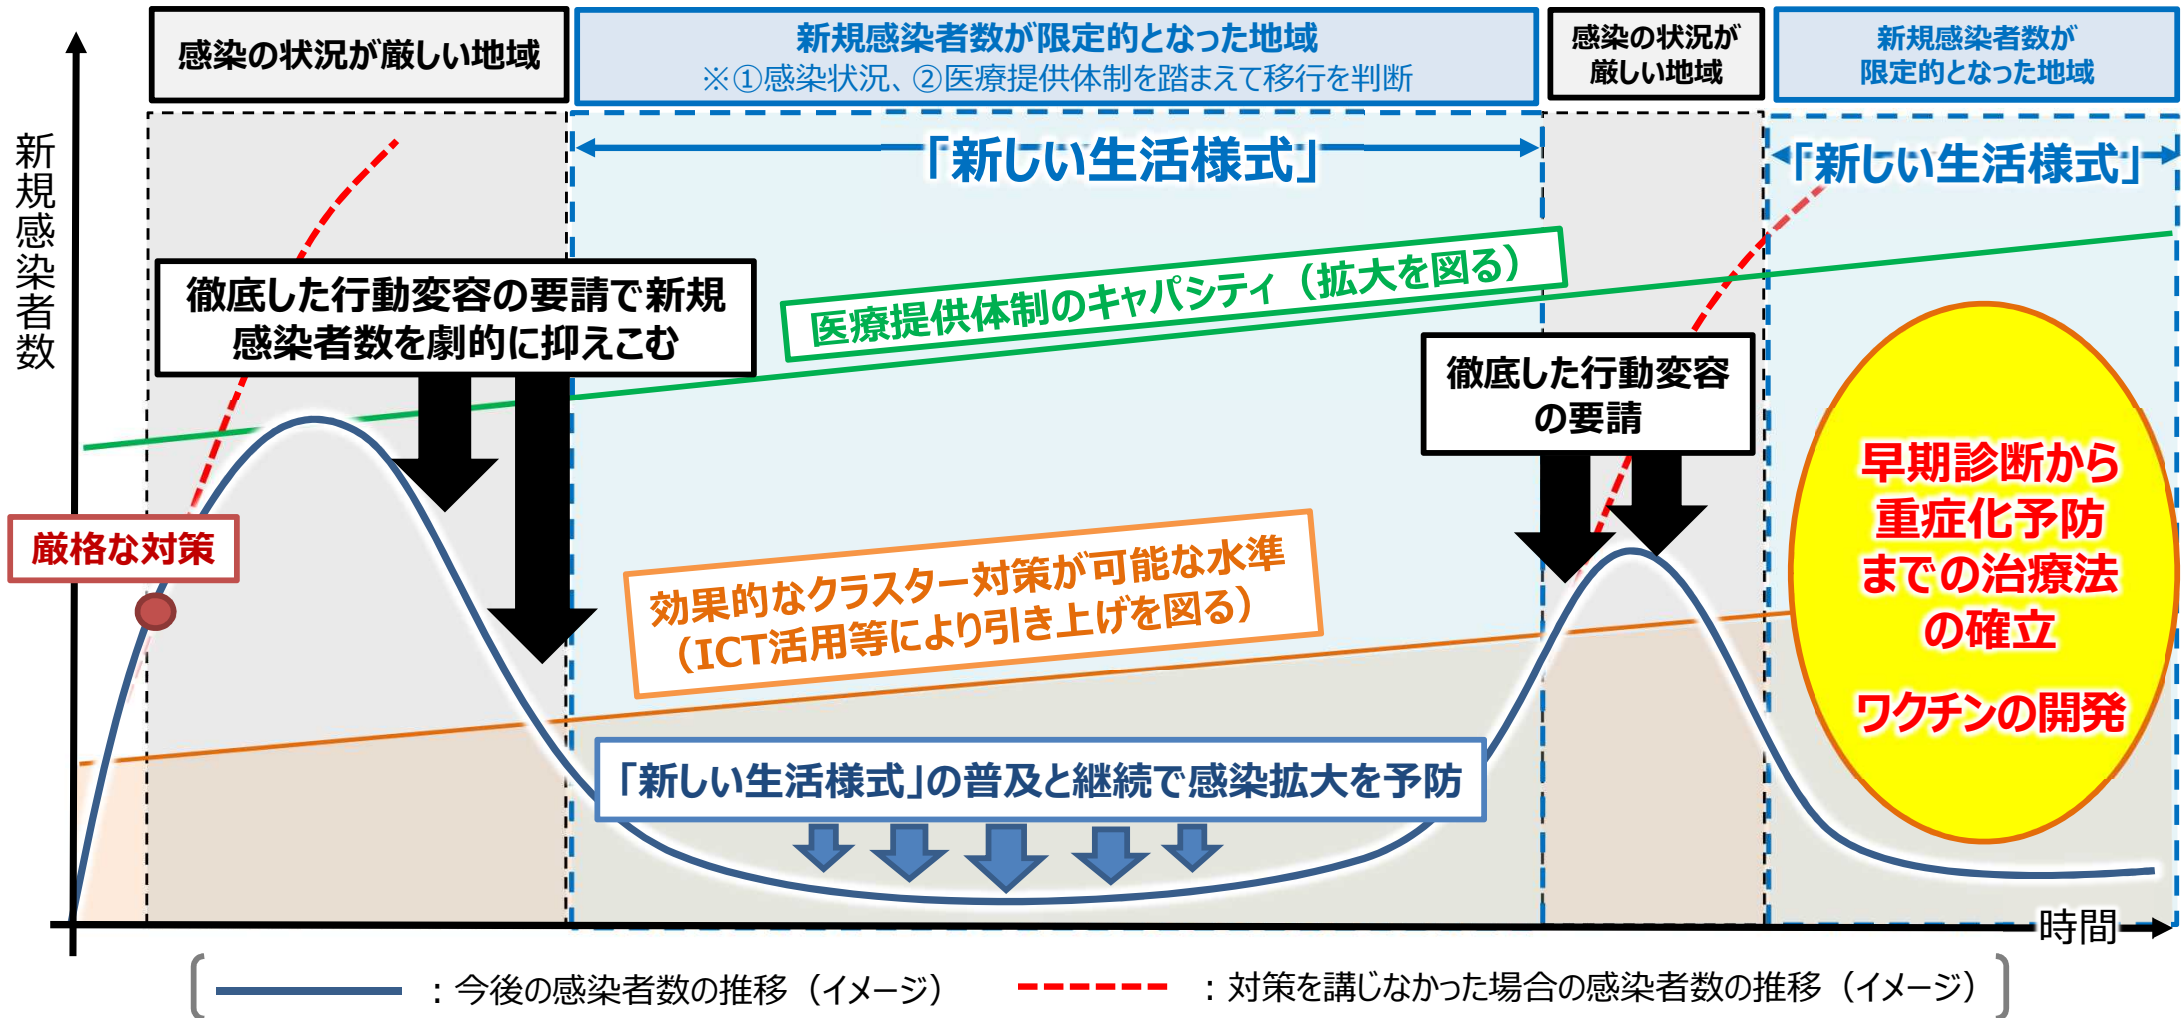 感染の状況が厳しい地域
新規感染者数が限定的となった地域
※①感染状況、②医療提供体制を踏まえて移行を判断
感染の状況が
厳しい地域
新規感染者数が
限定的となった地域
新規感染者数
「新しい生活様式」
「新しい生活様式」
徹底した行動変容の要請で新規
感染者数を劇的に抑えこむ
医療提供体制のキャパシティ（拡大を図る）
徹底した行動変容
の要請
厳格な対策
効果的なクラスター対策が可能な水準
（ICT活用等により引き上げを図る）
早期診断から
重症化予防
までの治療法
の確立
ワクチンの開発
「新しい生活様式」の普及と継続で感染拡大を予防
時間
：今後の感染者数の推移（イメージ）
：対策を講じなかった場合の感染者数の推移（イメージ）